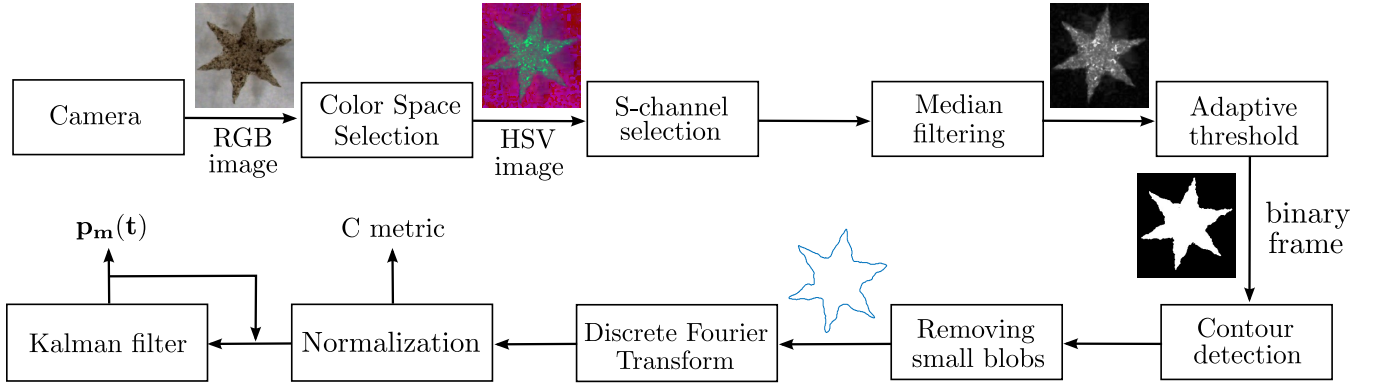 Camera
RGB
image
Color Space
Selection
HSV
image
S-channel
selection
Median
filtering
Adaptive
threshold
binary
frame
Contour
detection
Removing
small blobs
Discrete Fourier
Transform
Normalization
C metric
Kalman filter
pm(t)